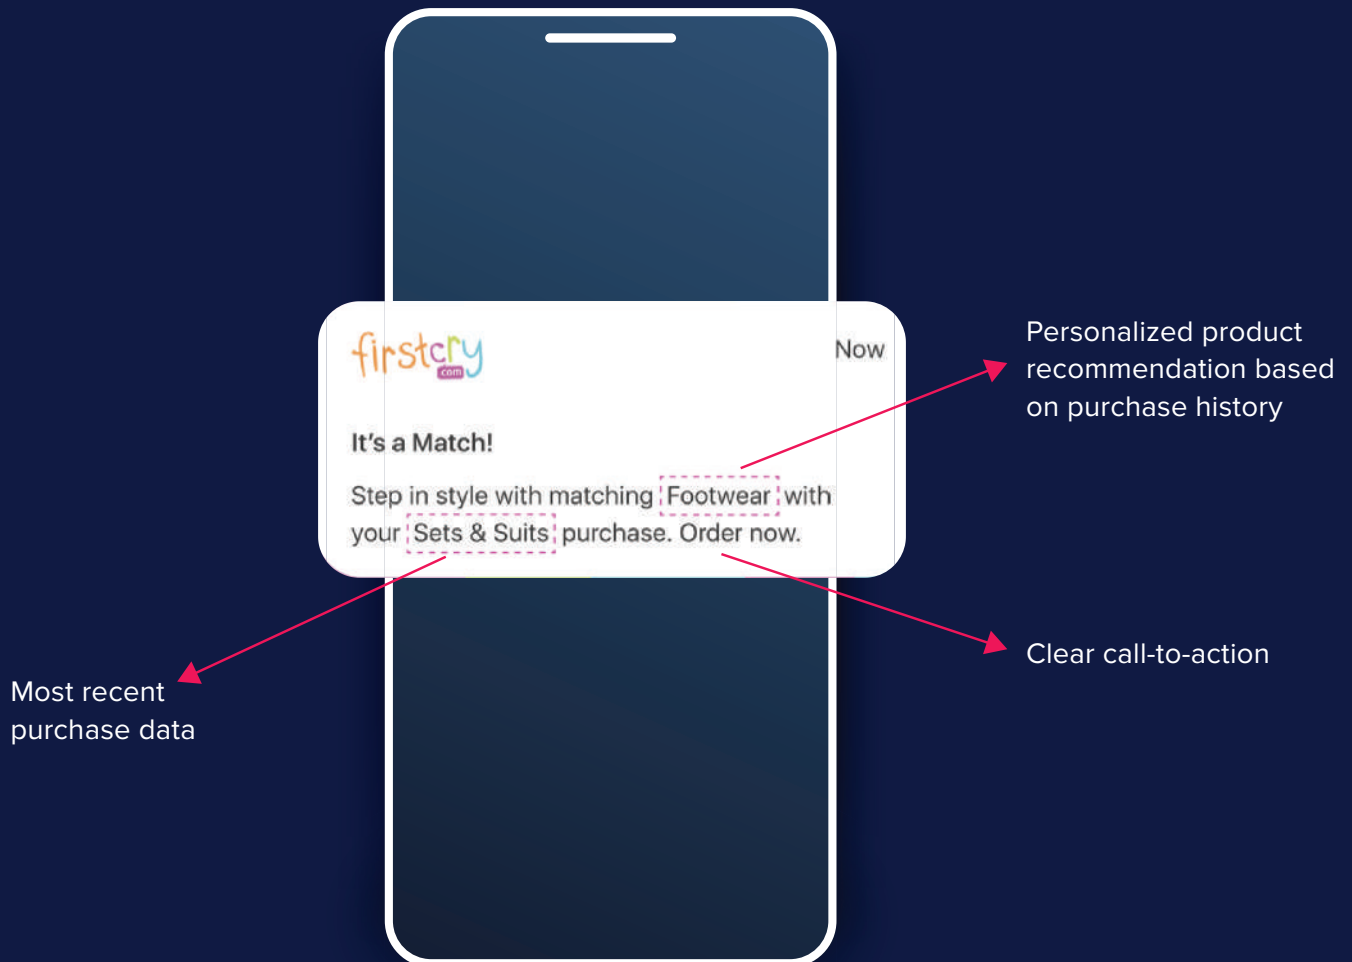 firstcry
com
Now
It's a Match!
Step in style with matching Footwear with
your Sets & Suits purchase. Order now.
Personalized product
recommendation based
on purchase history
Clear call-to-action
Most recent
purchase data